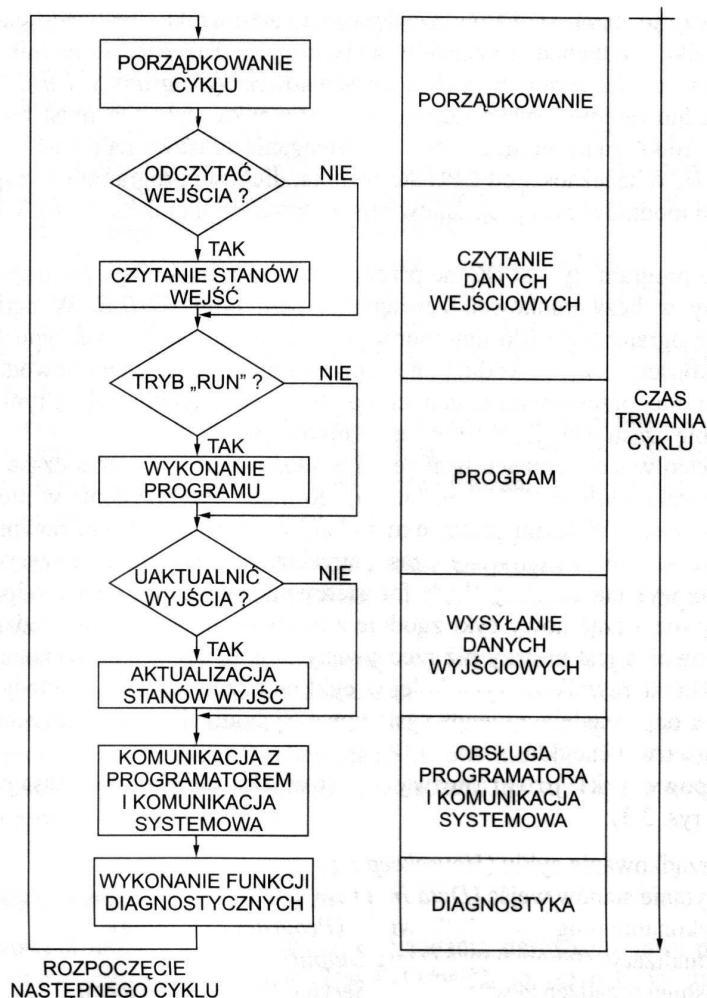 PORZĄDKOWANIE
CYKLU
ODCZYTAĆ
WEJŚCIA ?
NIE
TAK
CZYTANIE STANÓW
WEJŚĆ
TRYB „RUN” ?
NIE
TAK
WYKONANIE
PROGRAMU
UAKTUALNIĆ
WYJŚCIA ?
NIE
TAK
AKTUALIZACJA
STANÓW WYJŚĆ
KOMUNIKACJA Z
PROGRAMATOREM
I KOMUNIKACJA
SYSTEMOWA
WYKONANIE FUNKCJI
DIAGNOSTYCZNYCH
ROZPOCZĘCIE
NASTEPNEGO CYKLU
PORZĄDKOWANIE
CZYTANIE
DANYCH
WEJŚCIOWYCH
PROGRAM
WYSYŁANIE
DANYCH
WYJŚCIOWYCH
OBSŁUGA
PROGRAMATORA
I KOMUNIKACJA
SYSTEMOWA
DIAGNOSTYKA
CZAS
TRWANIA
CYKLU